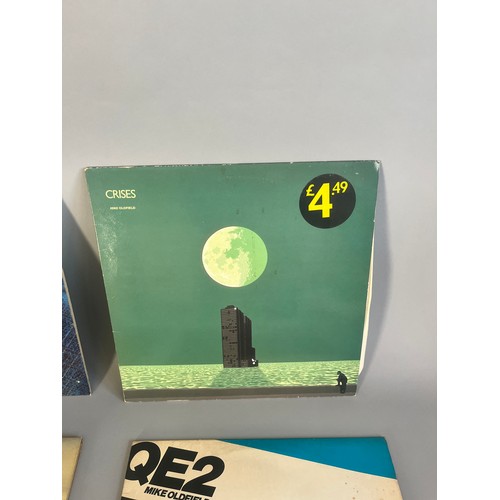 CRISES
MIKE OLDFIELD
£4.49
QE2
MIKE OLDFIELD